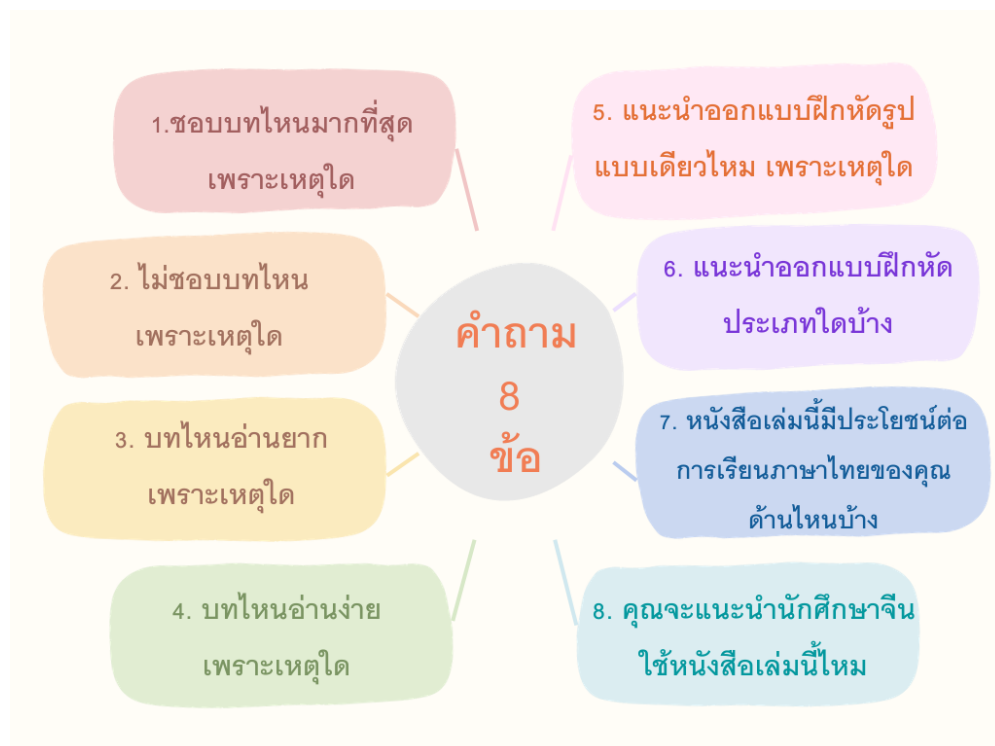 คำถาม
8
ข้อ
1.ชอบบทไหนมากที่สุด
เพราะเหตุใด
2. ไม่ชอบบทไหน
เพราะเหตุใด
3. บทไหนอ่านยาก
เพราะเหตุใด
4. บทไหนอ่านง่าย
เพราะเหตุใด
5. แนะนำออกแบบฝึกหัดรูป
แบบเดียวไหม เพราะเหตุใด
6. แนะนำออกแบบฝึกหัด
ประเภทใดบ้าง
7. หนังสือเล่มนี้มีประโยชน์ต่อ
การเรียนภาษาไทยของคุณ
ด้านไหนบ้าง
8. คุณจะแนะนำนักศึกษาจีน
ใช้หนังสือเล่มนี้ไหม